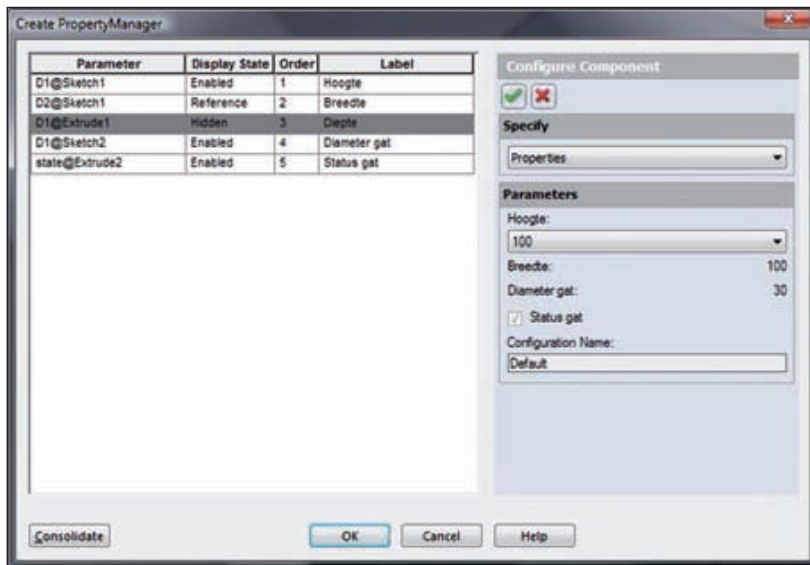 Create PropertyManager
Parameter Display State Order Label
D1@Sketch1 Enabled 1 Hoogte
D2@Sketch1 Reference 2 Breedte
D1@Extrude1 Hidden 3 Diepte
D1@Sketch2 Enabled 4 Diameter gat
state@Extrude2 Enabled 5 Status gat
Configure Component
Specify
Properties
Parameters
Hoogte:
100
Breedte: 100
Diameter gat: 30
Status gat
Configuration Name:
Default
Consolidate OK Cancel Help